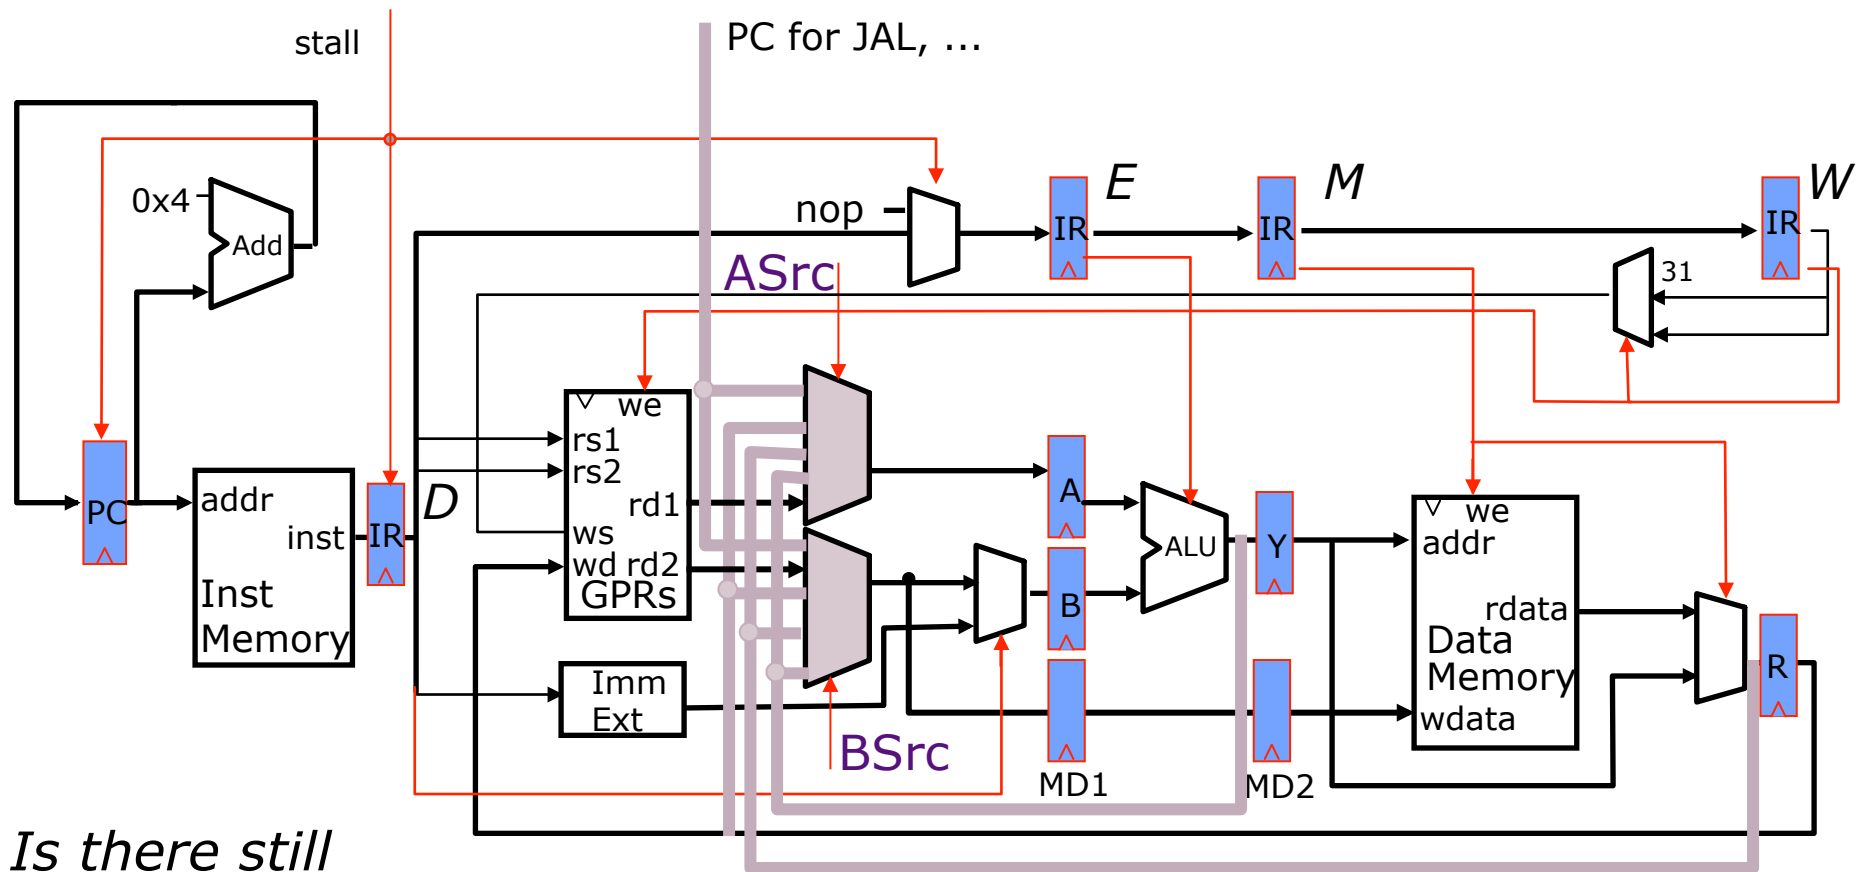 stall
PC for JAL, ...
0x4
Add
nop
E
M
W
IR
IR
IR
ASrc
31
we
rs1
rs2
rd1
ws
wd rd2
GPRs
PC
addr
inst
Inst
Memory
IR
D
A
B
ALU
Y
we
addr
rdata
Data
Memory
wdata
R
Imm
Ext
BSrc
MD1
MD2
Is there still